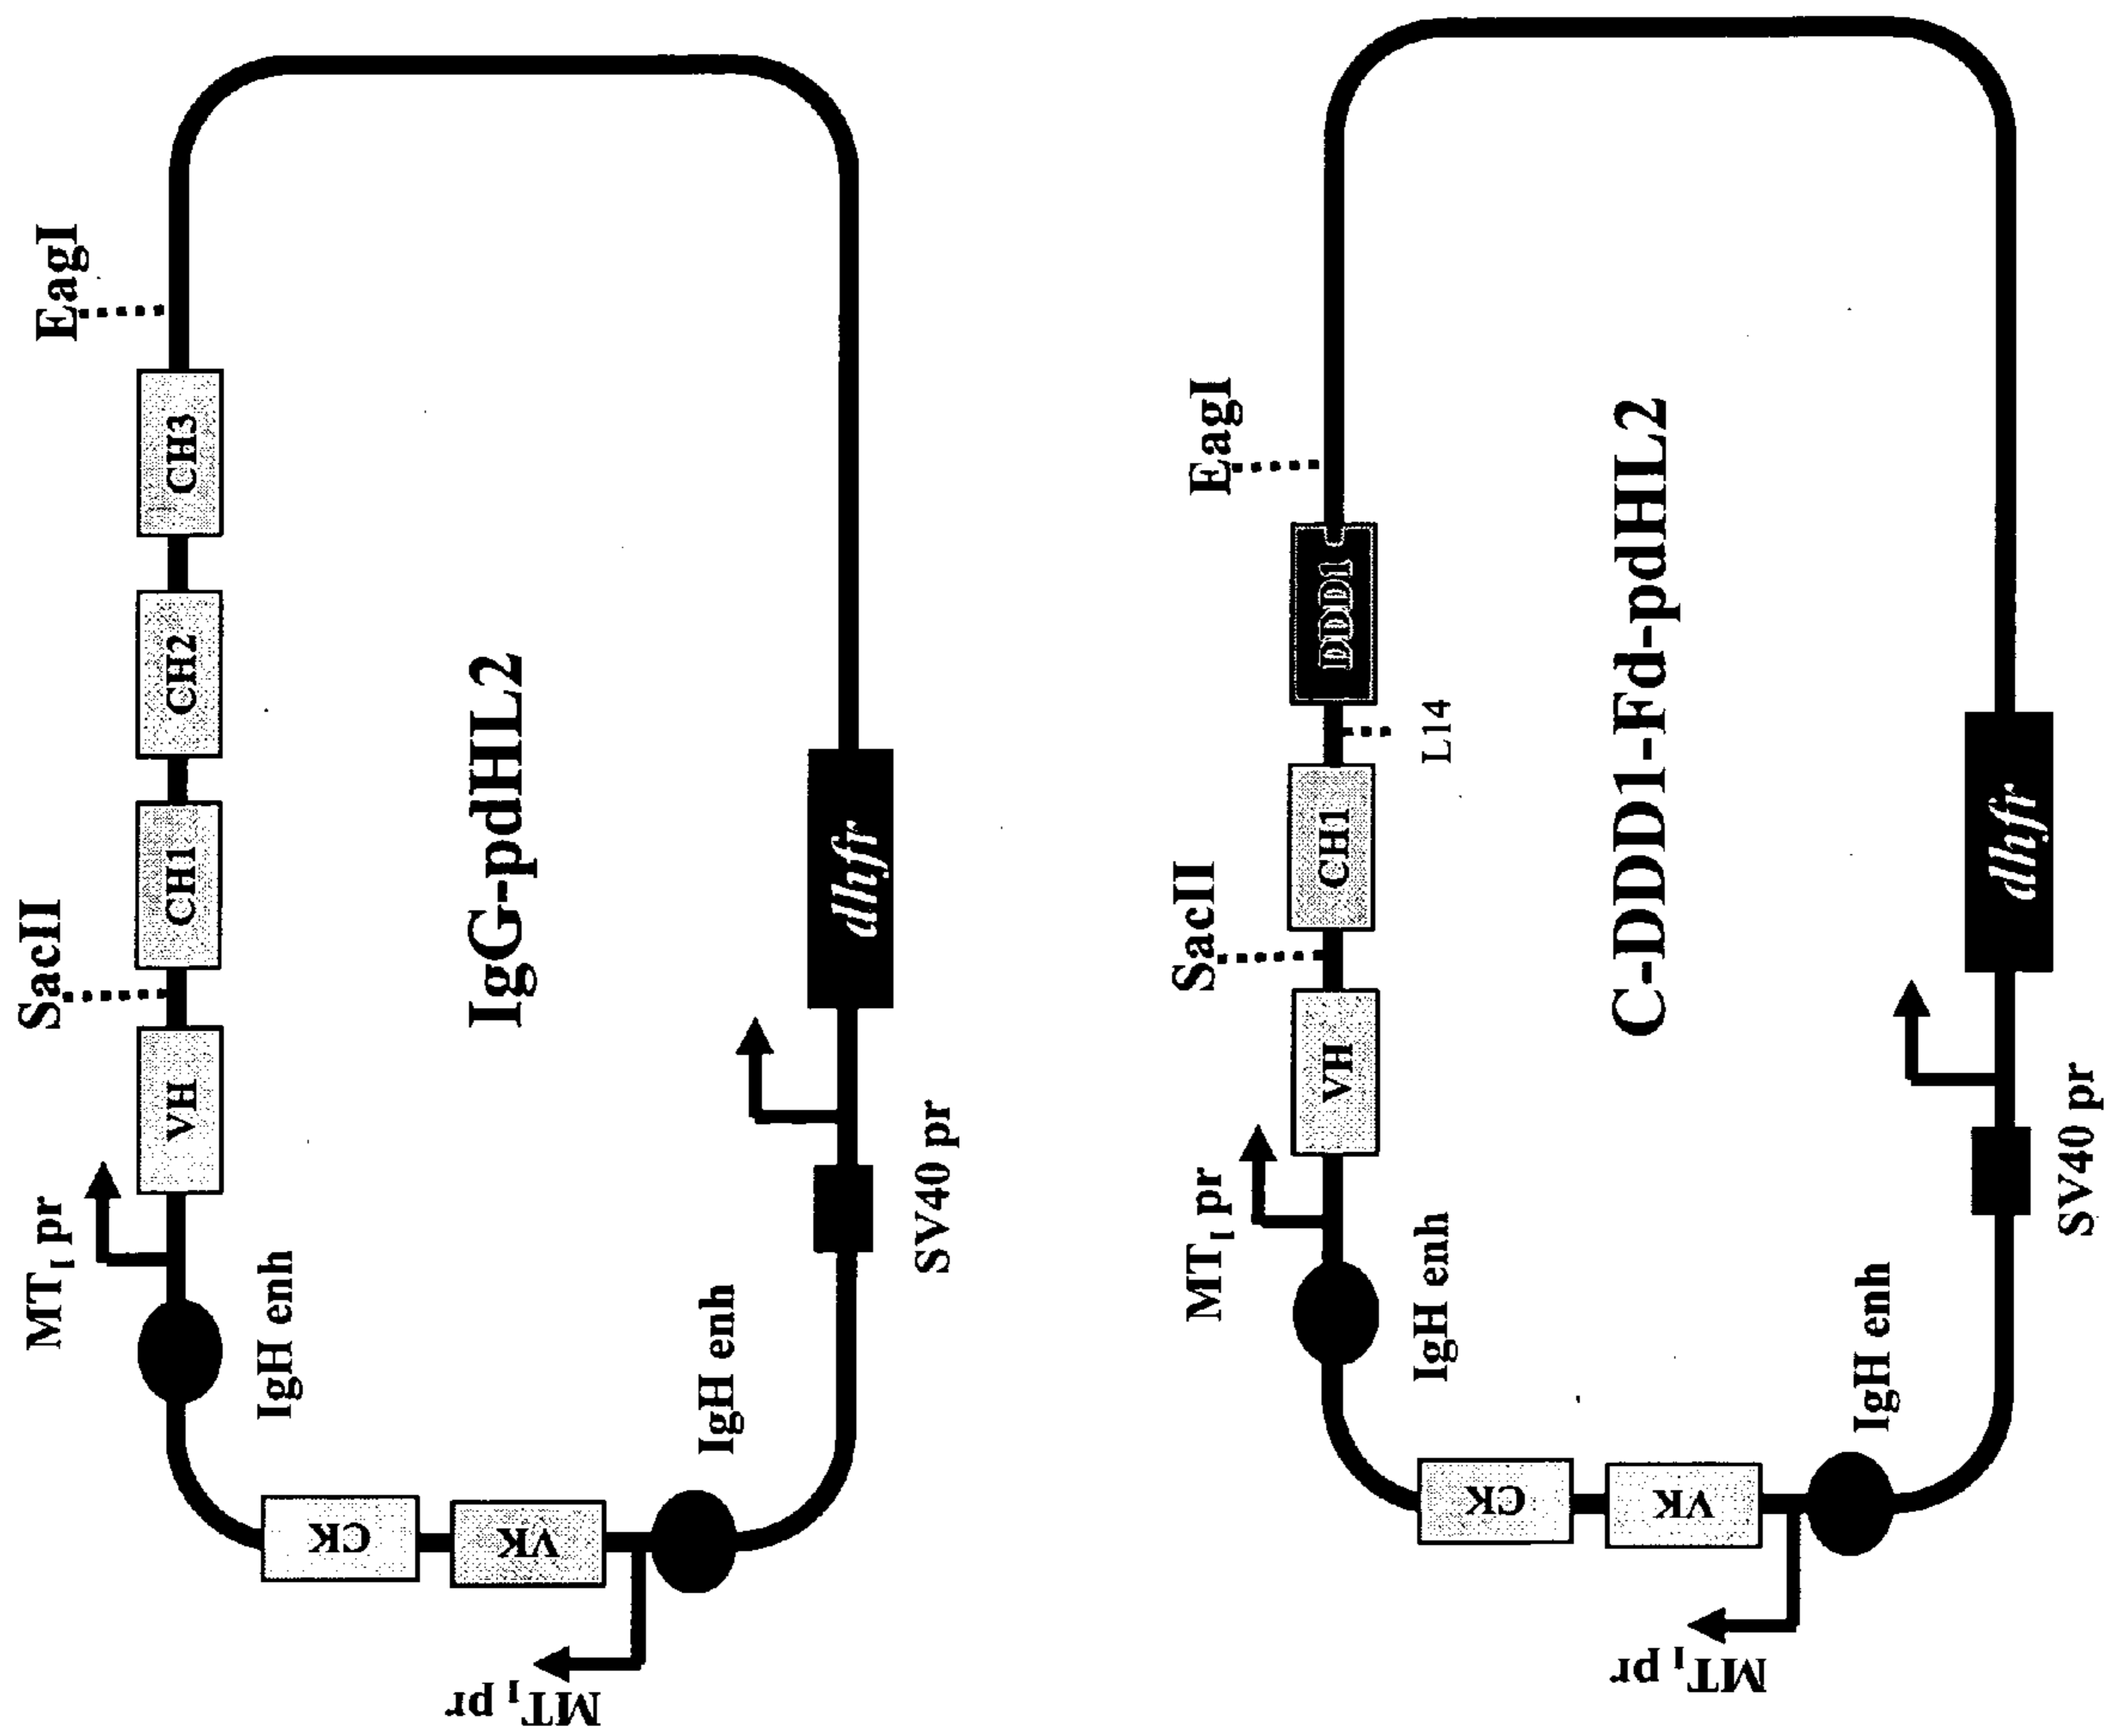 MT1 pr
SacII
EagI
VH
CH1
CH2
CH3
IgH enh
IgG-pdHL2
CK
VK
MT1 pr
IgH enh
SV40 pr
dhfr
MT1 pr
SacII
EagI
VH
CH1
L14
DDD1
IgH enh
C-DDD1-Fd-pdHL2
CK
VK
MT1 pr
IgH enh
SV40 pr
dhfr